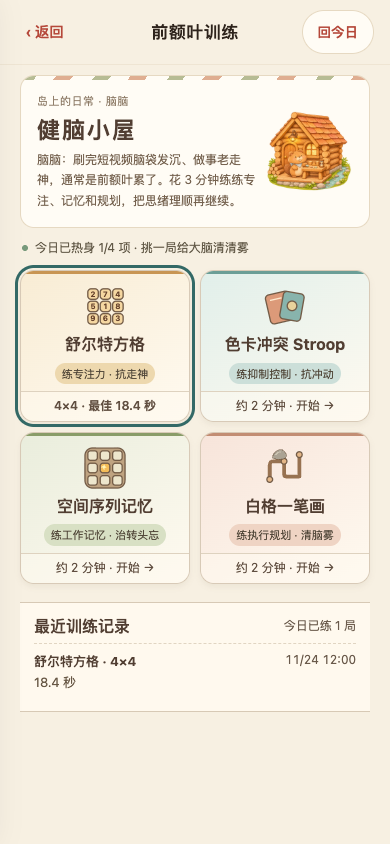 ‹ 返回
前额叶训练
回今日
岛上的日常 · 脑脑
健脑小屋
脑脑：刷完短视频脑袋发沉、做事老走
神，通常是前额叶累了。花 3 分钟练练专
注、记忆和规划，把思绪理顺再继续。
今日已热身 1/4 项 · 挑一局给大脑清清雾
2 7 4
5 1 8
9 6 3
舒尔特方格
练专注力 · 抗走神
4×4 · 最佳 18.4 秒
色卡冲突 Stroop
练抑制控制 · 抗冲动
约 2 分钟 · 开始 →
空间序列记忆
练工作记忆 · 治转头忘
约 2 分钟 · 开始 →
白格一笔画
练执行规划 · 清脑雾
约 2 分钟 · 开始 →
最近训练记录
今日已练 1 局
舒尔特方格 · 4×4
11/24 12:00
18.4 秒